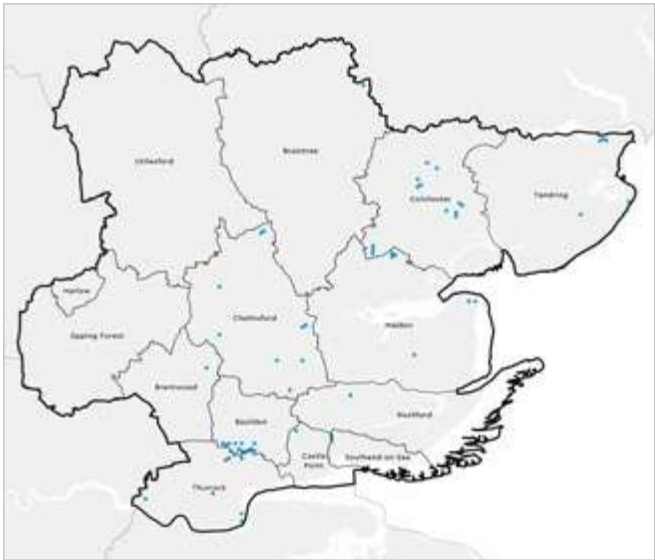 Uttlesford
Braintree
Colchester
Tendring
Harlow
Epping Forest
Chelmsford
Maldon
Brentwood
Basildon
Rochford
Castle
Point
Southend-on-Sea
Thurrock